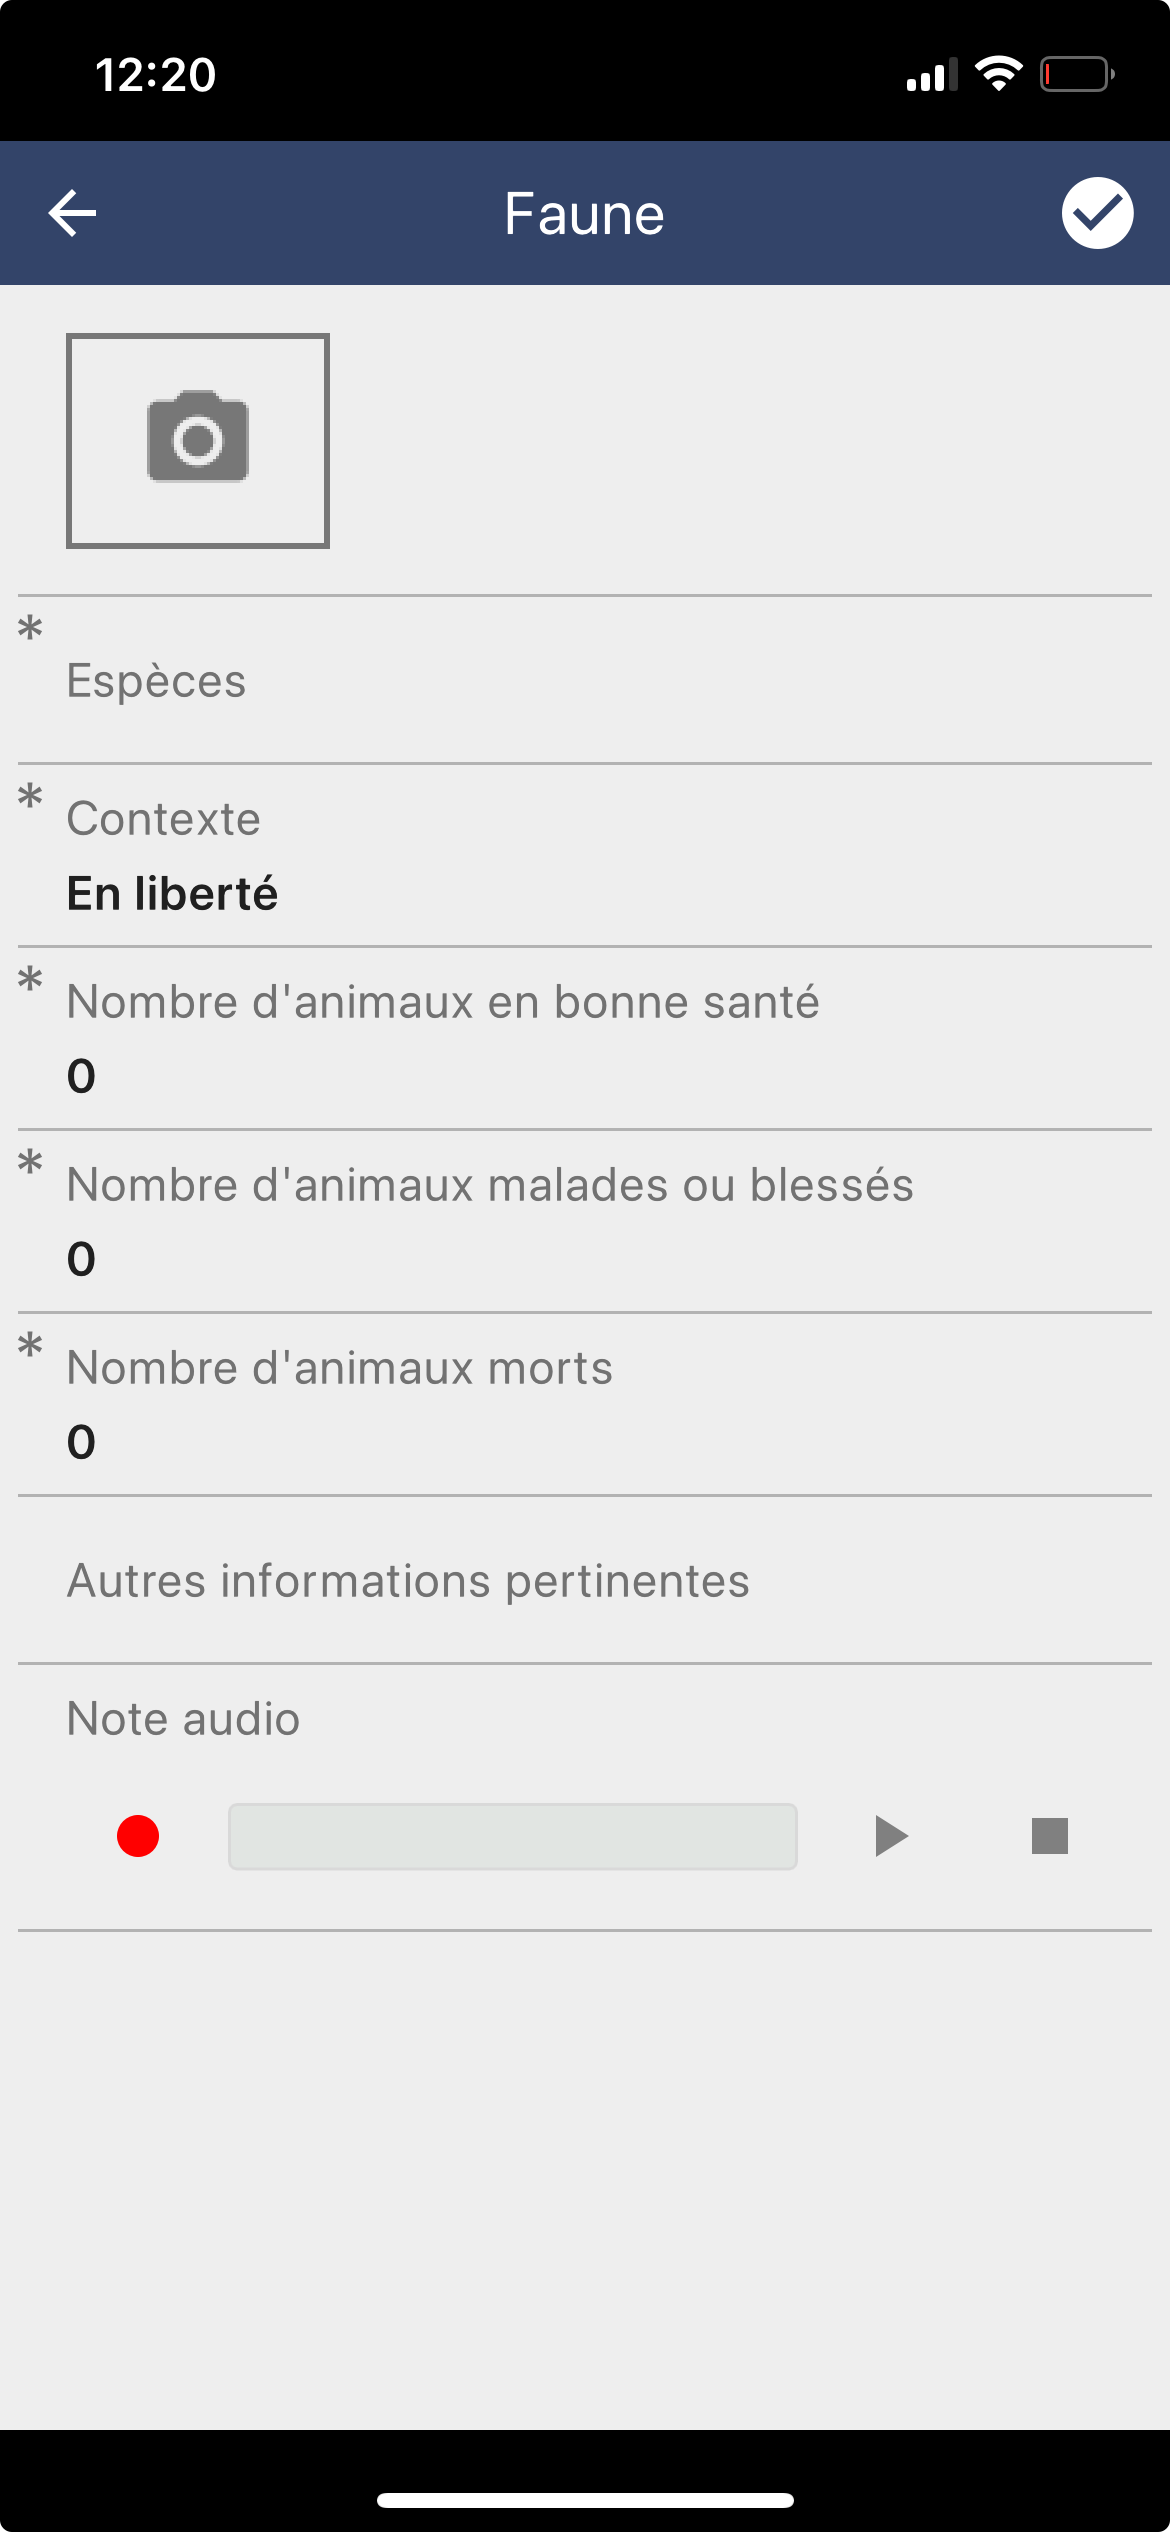 12:20
Faune
*
Espèces
*
Contexte
En liberté
*
Nombre d'animaux en bonne santé
0
*
Nombre d'animaux malades ou blessés
0
*
Nombre d'animaux morts
0
Autres informations pertinentes
Note audio